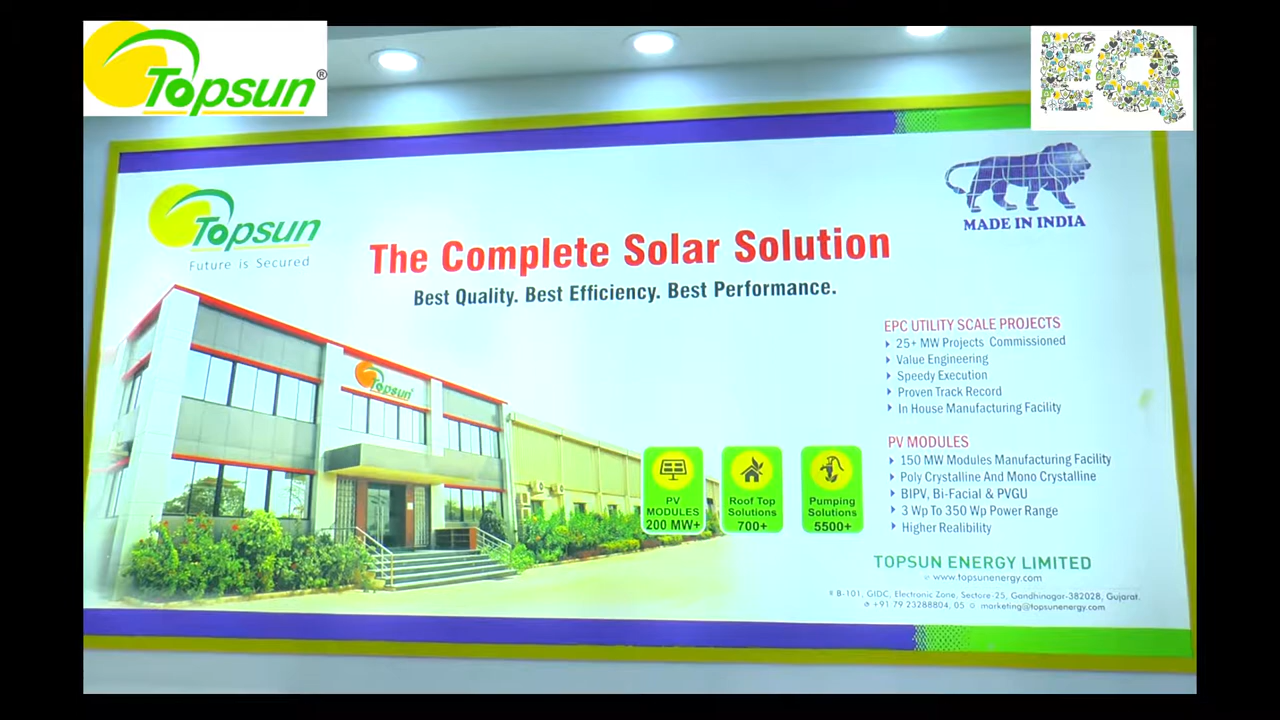 Topsun®
EQ
Topsun
Future is Secured
The Complete Solar Solution
Best Quality. Best Efficiency. Best Performance.
MADE IN INDIA
Topsun
EPC UTILITY SCALE PROJECTS
25+ MW Projects Commissioned
Value Engineering
Speedy Execution
Proven Track Record
In House Manufacturing Facility
PV MODULES
150 MW Modules Manufacturing Facility
Poly Crystalline And Mono Crystalline
BIPV, Bi-Facial & PVGU
3 Wp To 350 Wp Power Range
Higher Realibility
PV
MODULES
200 MW+
Roof Top
Solutions
700+
Pumping
Solutions
5500+
TOPSUN ENERGY LIMITED
www.topsunenergy.com
B-101, GIDC, Electronic Zone, Sectore-25, Gandhinagar-382028, Gujarat.
+91 79 23288804, 05 marketing@topsunenergy.com